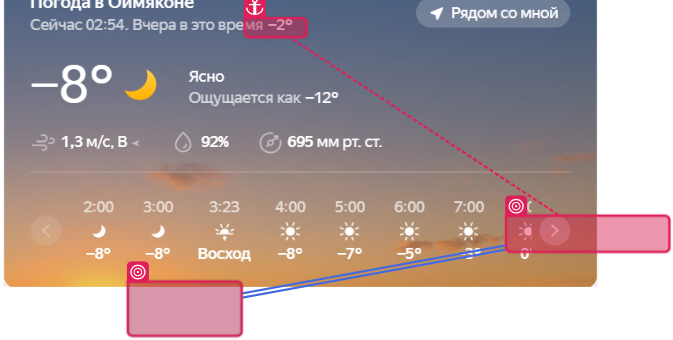 Погода в Оймяконе
Сейчас 02:54. Вчера в это время −2°
Рядом со мной
−8°
Ясно
Ощущается как −12°
1,3 м/с, В
92%
695 мм рт. ст.
2:00 3:00 3:23 4:00 5:00 6:00 7:00
−8° −8° Восход −8° −7° −5° −3° 0°